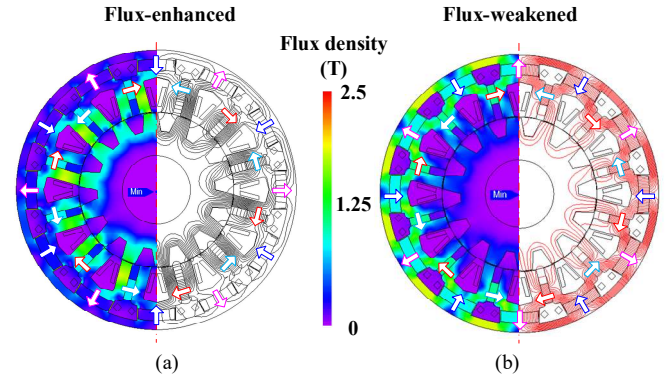 Flux-enhanced
Flux-weakened
Flux density
(T)
2.5
1.25
0
Min
Min
(a)
(b)